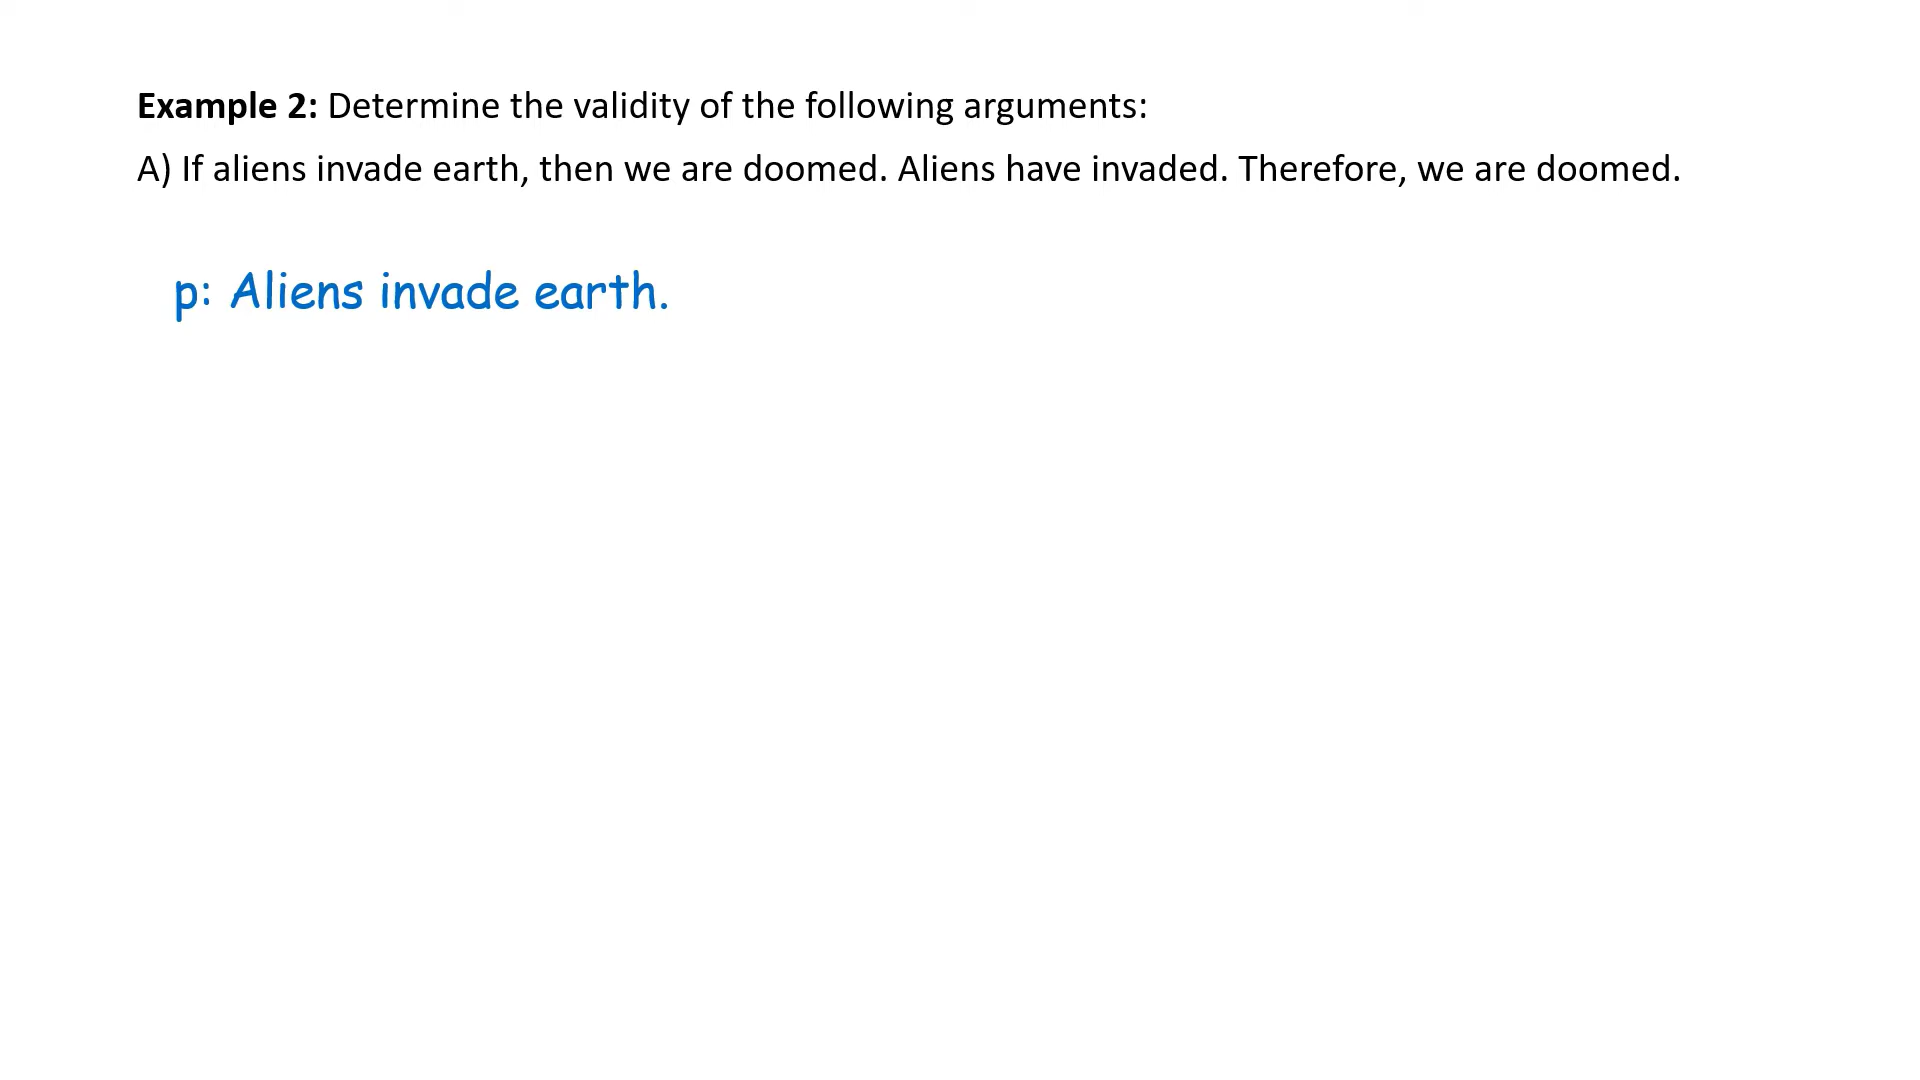 Example 2: Determine the validity of the following arguments:
A) If aliens invade earth, then we are doomed. Aliens have invaded. Therefore, we are doomed.
p: Aliens invade earth.